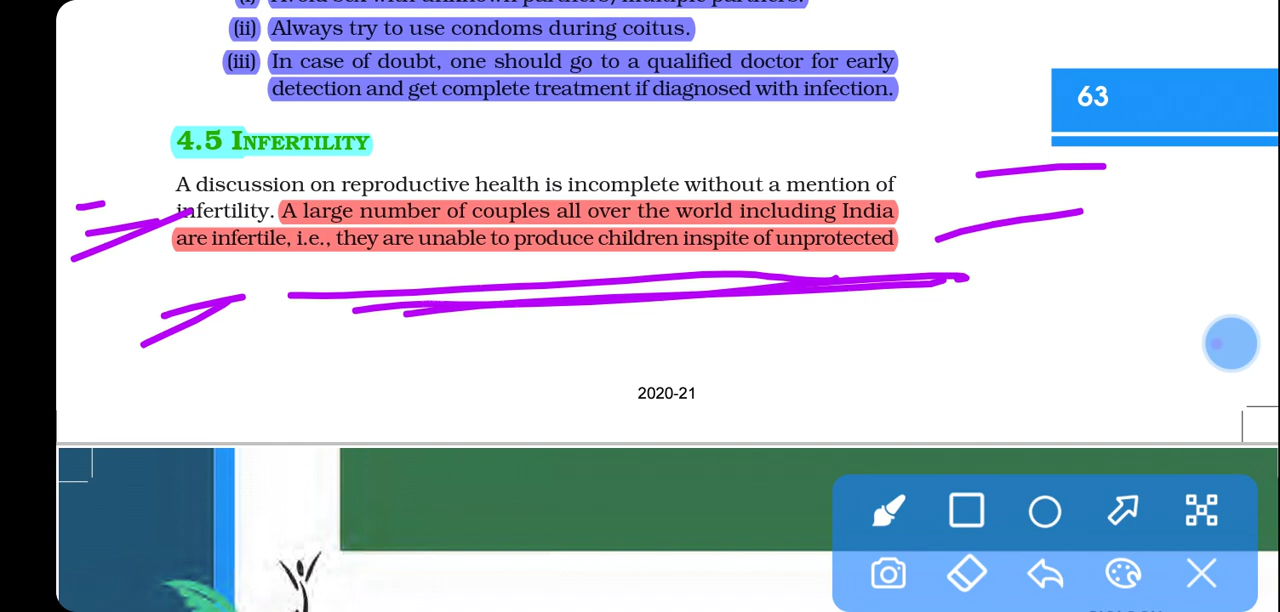 (ii) Always try to use condoms during coitus.
(iii) In case of doubt, one should go to a qualified doctor for early
detection and get complete treatment if diagnosed with infection.
63
4.5 INFERTILITY
A discussion on reproductive health is incomplete without a mention of
infertility. A large number of couples all over the world including India
are infertile, i.e., they are unable to produce children inspite of unprotected
2020-21